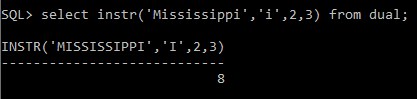 SQL> select instr('Mississippi','i',2,3) from dual;
INSTR('MISSISSIPPI','I',2,3)
----------------------------
8